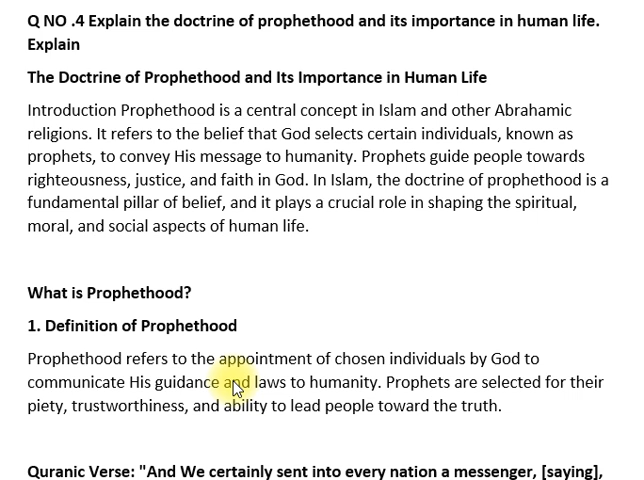 Q NO .4 Explain the doctrine of prophethood and its importance in human life.
Explain
The Doctrine of Prophethood and Its Importance in Human Life
Introduction Prophethood is a central concept in Islam and other Abrahamic
religions. It refers to the belief that God selects certain individuals, known as
prophets, to convey His message to humanity. Prophets guide people towards
righteousness, justice, and faith in God. In Islam, the doctrine of prophethood is a
fundamental pillar of belief, and it plays a crucial role in shaping the spiritual,
moral, and social aspects of human life.
What is Prophethood?
1. Definition of Prophethood
Prophethood refers to the appointment of chosen individuals by God to
communicate His guidance and laws to humanity. Prophets are selected for their
piety, trustworthiness, and ability to lead people toward the truth.
Quranic Verse: "And We certainly sent into every nation a messenger, [saying],